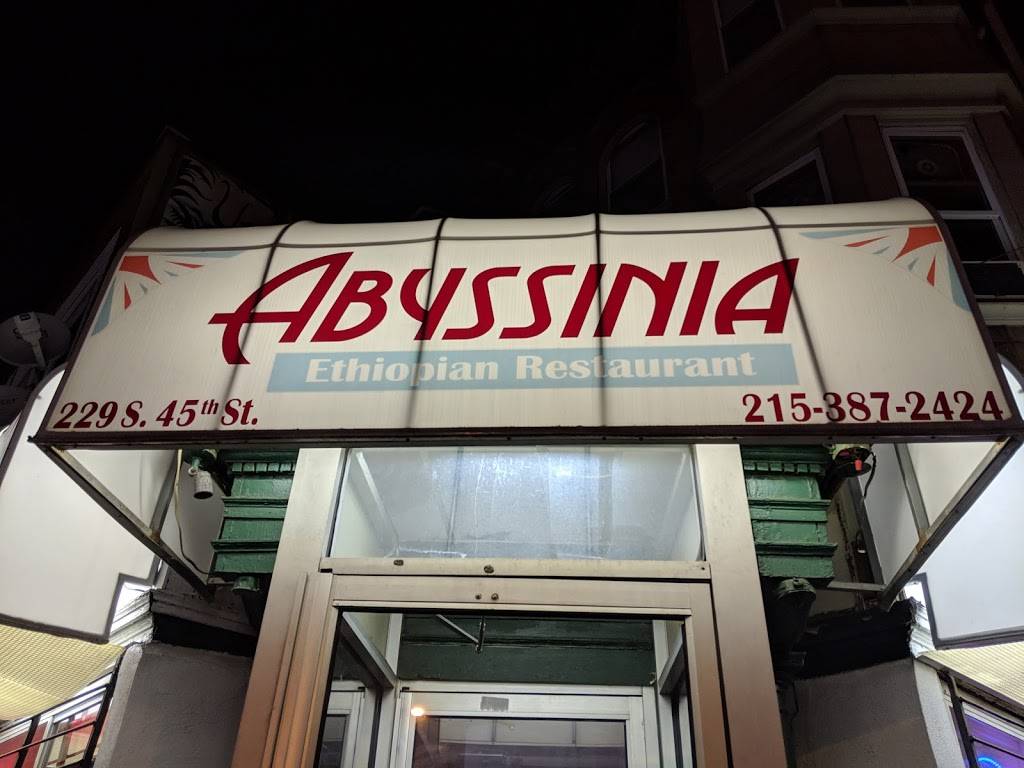 ABYSSINIA
Ethiopian Restaurant
229 S. 45th St.
215-387-2424